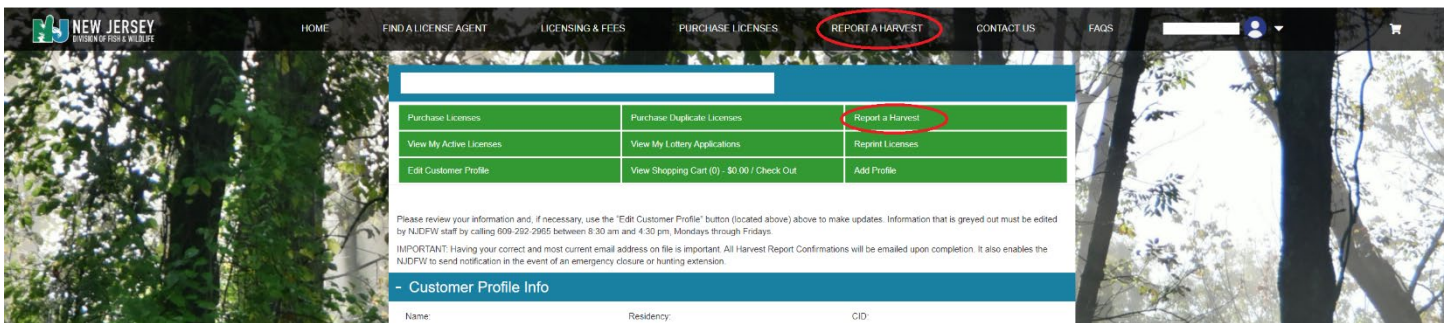 NEW JERSEY
DIVISION OF FISH & WILDLIFE
HOME FIND A LICENSE AGENT LICENSING & FEES PURCHASE LICENSES REPORT A HARVEST CONTACT US FAQS
Purchase Licenses Purchase Duplicate Licenses Report a Harvest
View My Active Licenses View My Lottery Applications Reprint Licenses
Edit Customer Profile View Shopping Cart (0) - $0.00 / Check Out Add Profile
Please review your information and, if necessary, use the "Edit Customer Profile" button (located above) above to make updates. Information that is greyed out must be edited
by NJDFW staff by calling 609-292-2965 between 8:30 am and 4:30 pm, Mondays through Fridays.
IMPORTANT: Having your correct and most current email address on file is important. All Harvest Report Confirmations will be emailed upon completion. It also enables the
NJDFW to send notification in the event of an emergency closure or hunting extension.
- Customer Profile Info
Name: Residency: CID: